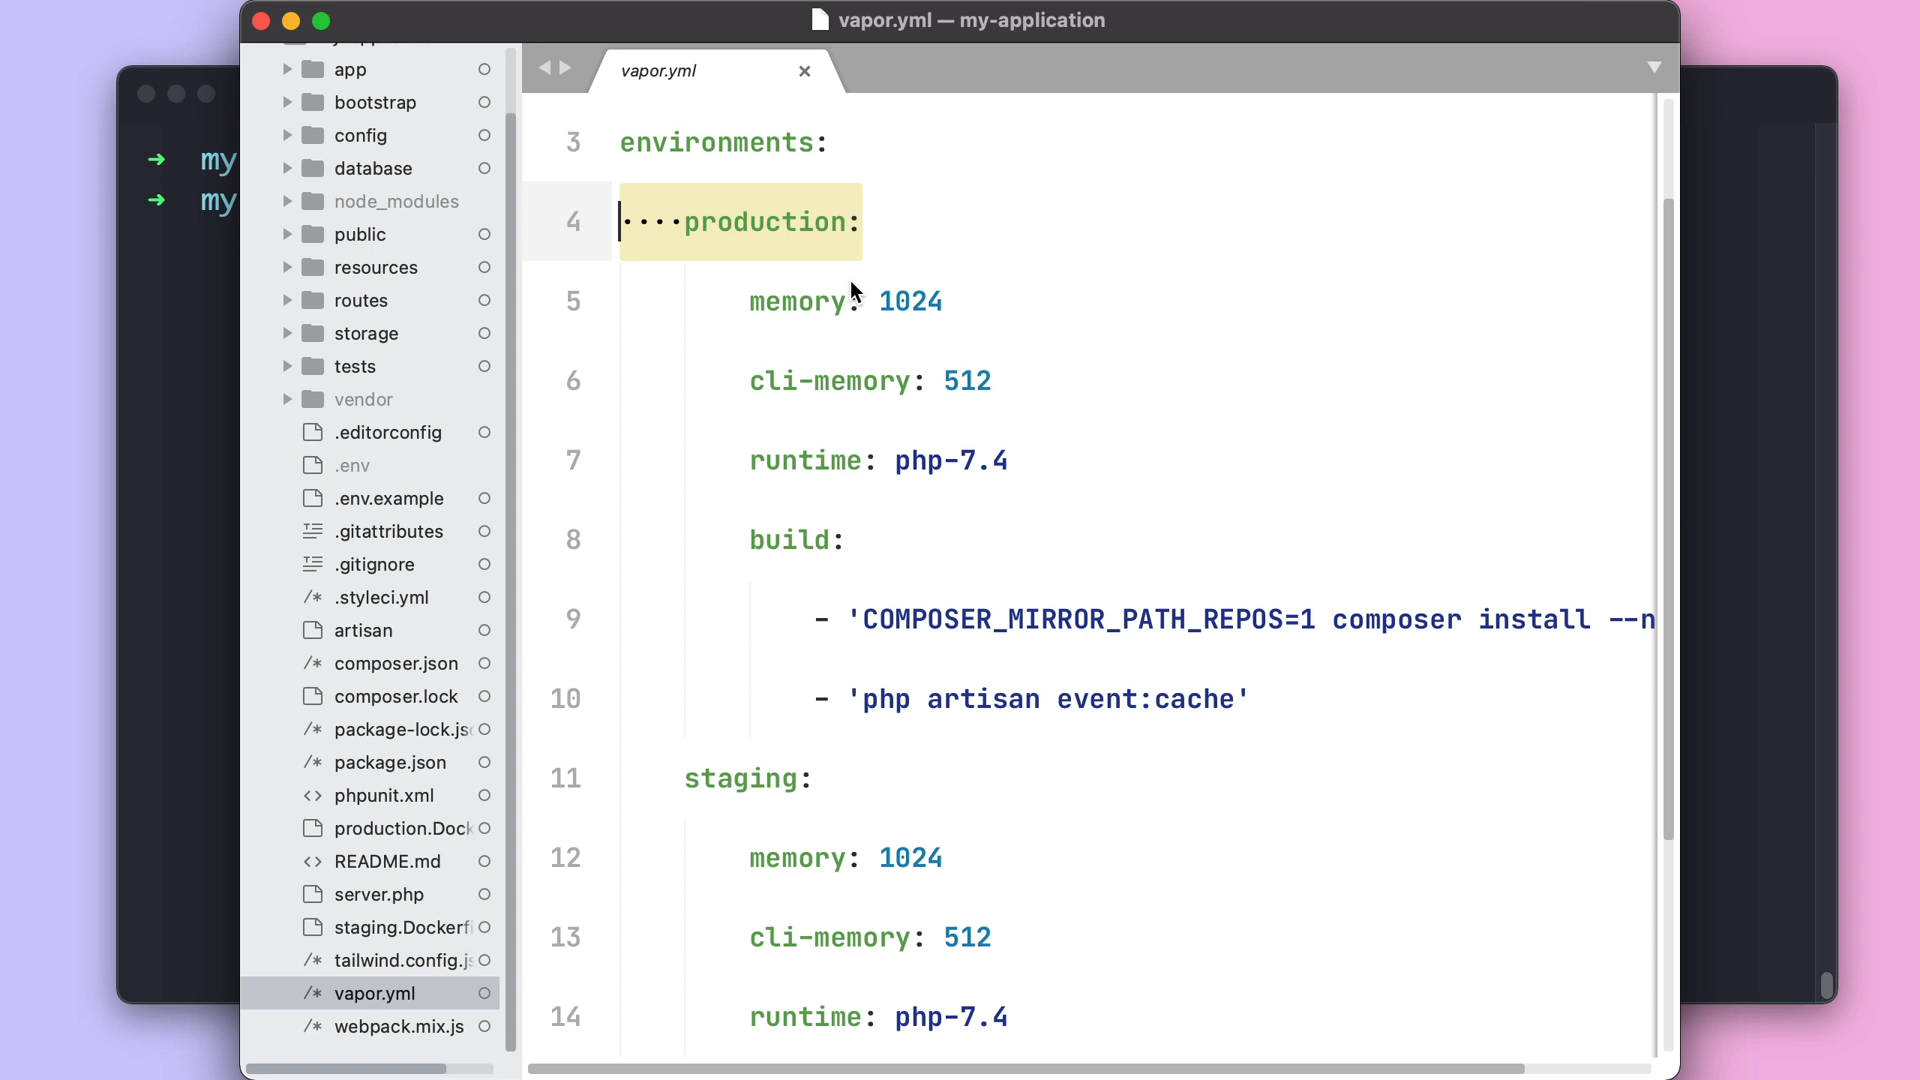 vapor.yml — my-application
my
my
app
bootstrap
config
database
node_modules
public
resources
routes
storage
tests
vendor
.editorconfig
.env
.env.example
.gitattributes
.gitignore
/* .styleci.yml
artisan
/* composer.json
composer.lock
/* package-lock.js
/* package.json
<> phpunit.xml
production.Dock
<> README.md
server.php
staging.Dockerfi
/* tailwind.config.js
/* vapor.yml
/* webpack.mix.js
vapor.yml ×
3 environments:
4 ····production:
5 memory: 1024
6 cli-memory: 512
7 runtime: php-7.4
8 build:
9 - 'COMPOSER_MIRROR_PATH_REPOS=1 composer install --n
10 - 'php artisan event:cache'
11 staging:
12 memory: 1024
13 cli-memory: 512
14 runtime: php-7.4